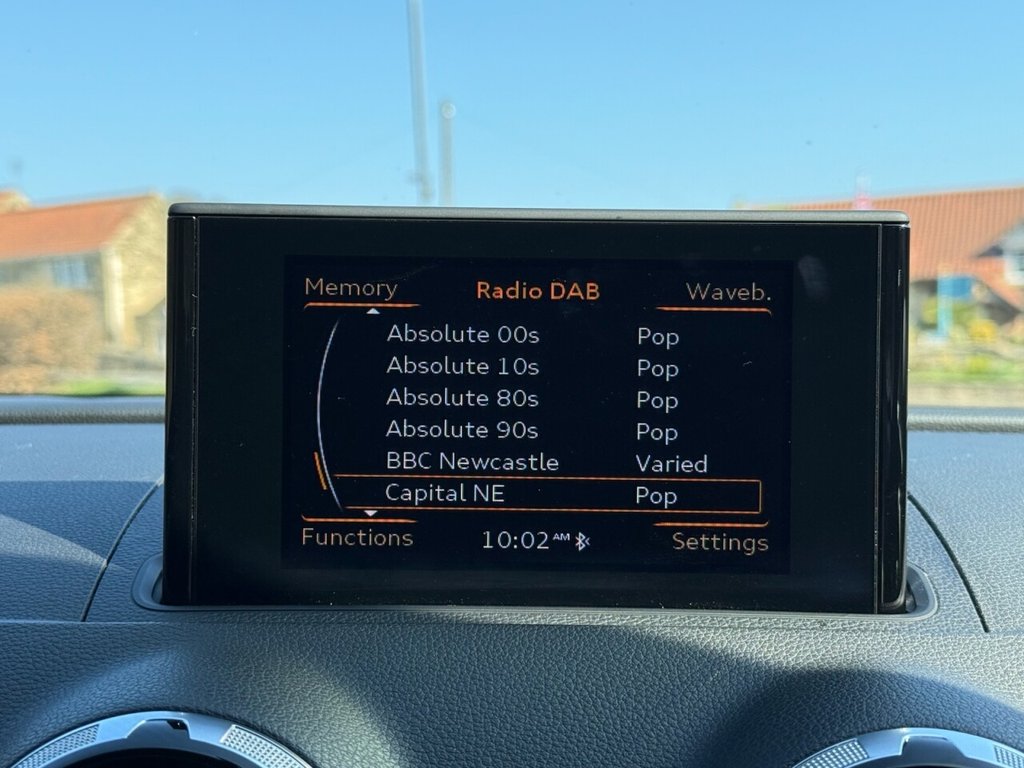 Memory Radio DAB Waveb.
Absolute 00s Pop
Absolute 10s Pop
Absolute 80s Pop
Absolute 90s Pop
BBC Newcastle Varied
Capital NE Pop
Functions 10:02 AM Settings